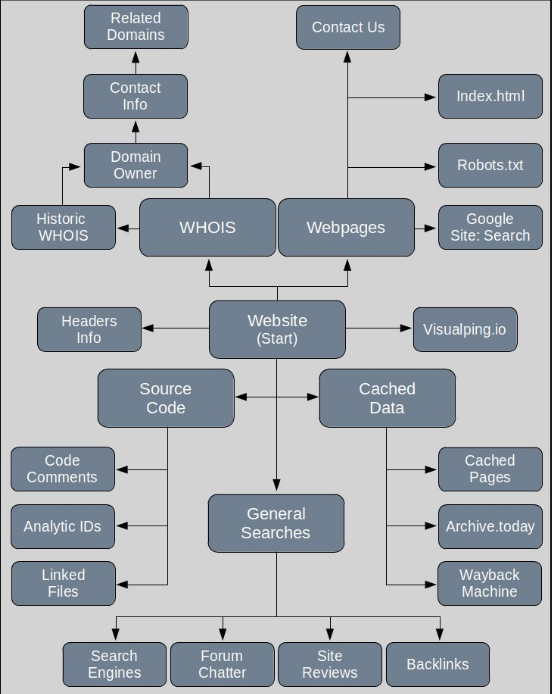 Related
Domains
Contact Us
Contact
Info
Index.html
Domain
Owner
Robots.txt
Historic
WHOIS
WHOIS
Webpages
Google
Site: Search
Headers
Info
Website
(Start)
Visualping.io
Source
Code
Cached
Data
Code
Comments
Cached
Pages
Analytic IDs
General
Searches
Archive.today
Linked
Files
Wayback
Machine
Search
Engines
Forum
Chatter
Site
Reviews
Backlinks